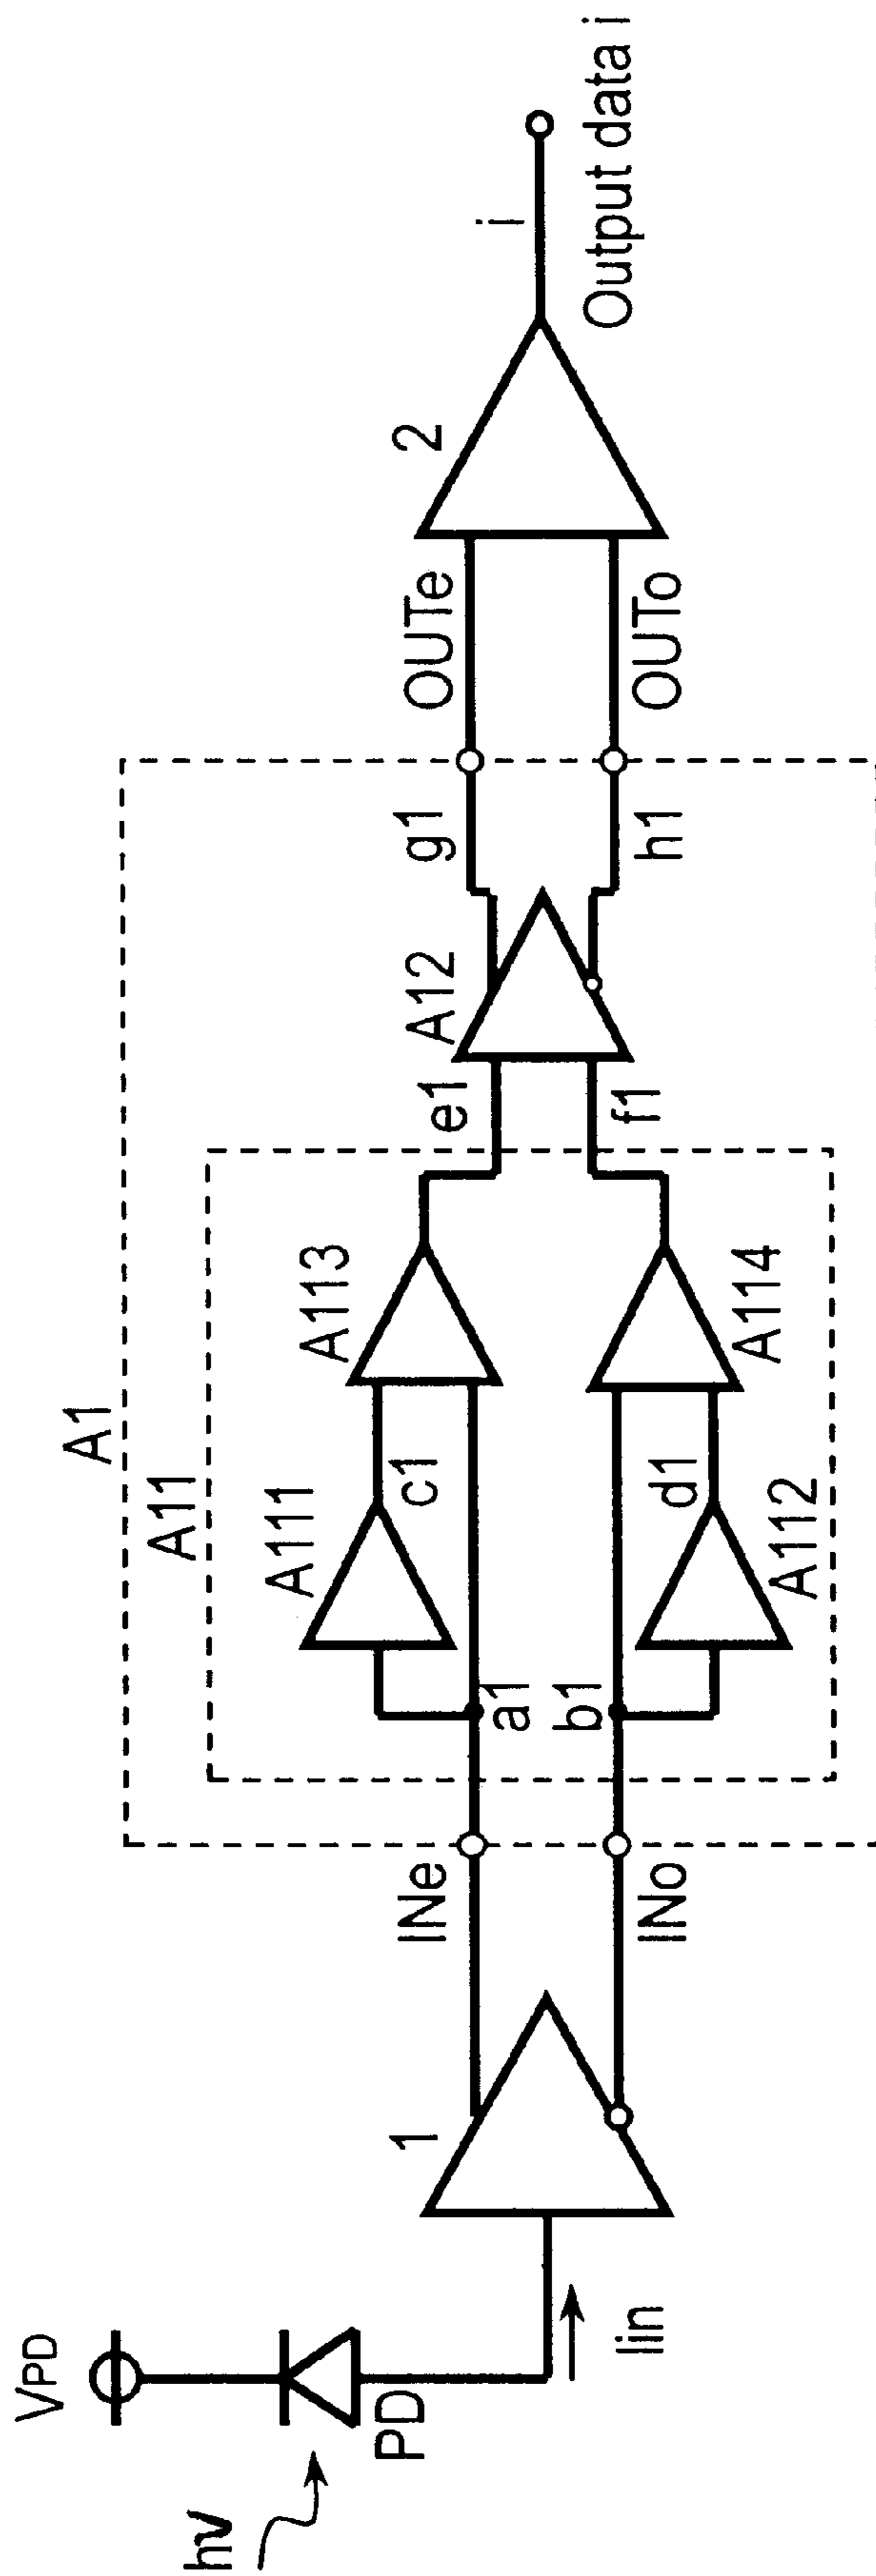 hν
VPD
PD
Iin
1
INe
INo
A1
A11
a1
b1
A111
c1
A112
d1
A113
A114
e1
f1
A12
g1
h1
OUTe
OUTo
2
i
Output data i